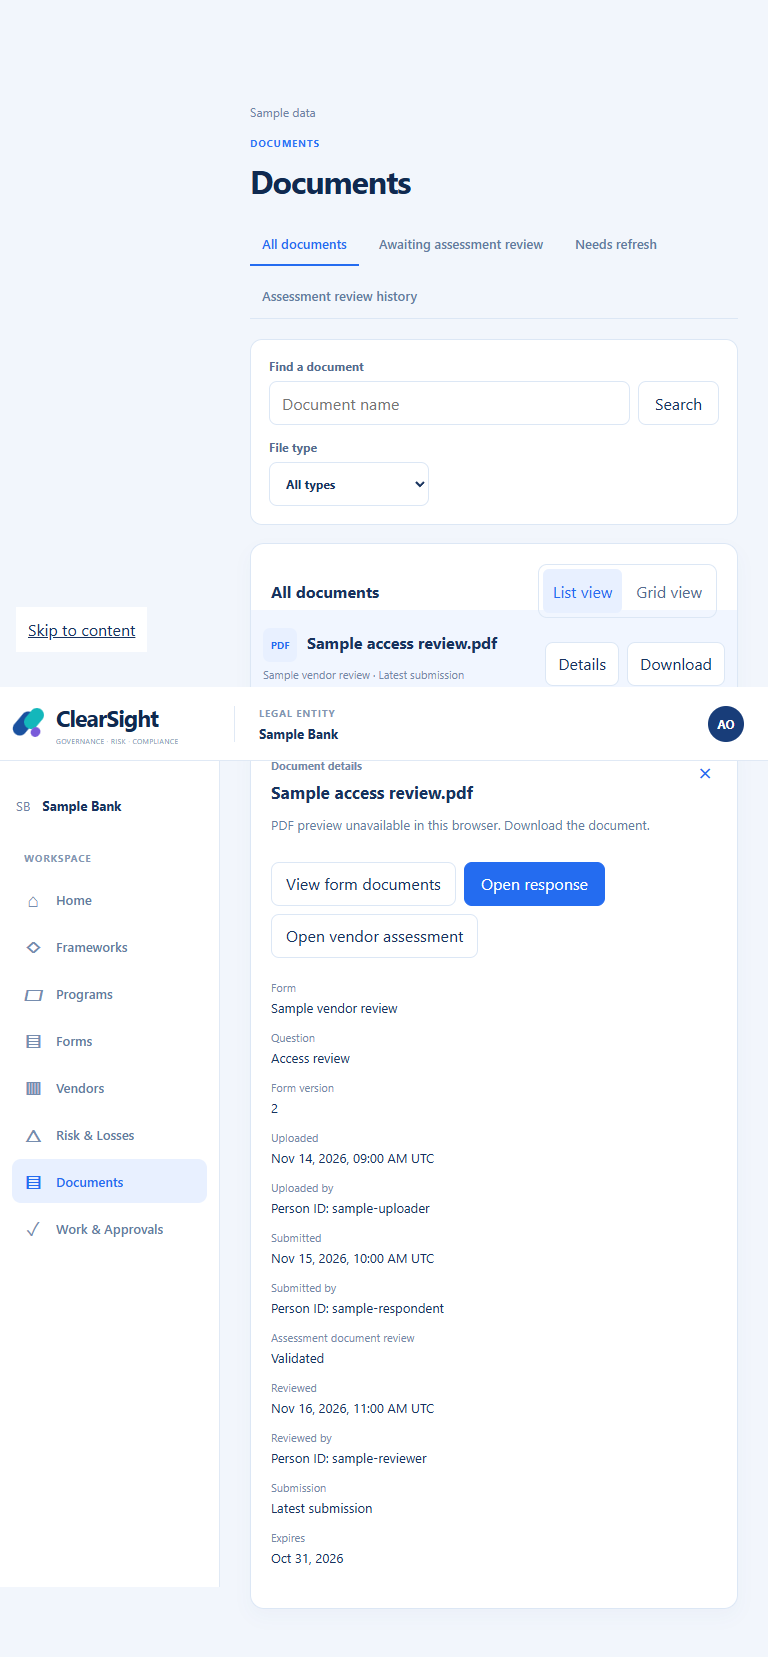 Sample data
DOCUMENTS
Documents
All documents
Awaiting assessment review
Needs refresh
Assessment review history
Find a document
Document name
Search
File type
All types
All documents
List view
Grid view
Skip to content
PDF
Sample access review.pdf
Sample vendor review · Latest submission
Details
Download
ClearSight
GOVERNANCE · RISK · COMPLIANCE
LEGAL ENTITY
Sample Bank
AO
SB Sample Bank
WORKSPACE
Home
Frameworks
Programs
Forms
Vendors
Risk & Losses
Documents
Work & Approvals
Document details
Sample access review.pdf
PDF preview unavailable in this browser. Download the document.
View form documents
Open response
Open vendor assessment
Form
Sample vendor review
Question
Access review
Form version
2
Uploaded
Nov 14, 2026, 09:00 AM UTC
Uploaded by
Person ID: sample-uploader
Submitted
Nov 15, 2026, 10:00 AM UTC
Submitted by
Person ID: sample-respondent
Assessment document review
Validated
Reviewed
Nov 16, 2026, 11:00 AM UTC
Reviewed by
Person ID: sample-reviewer
Submission
Latest submission
Expires
Oct 31, 2026